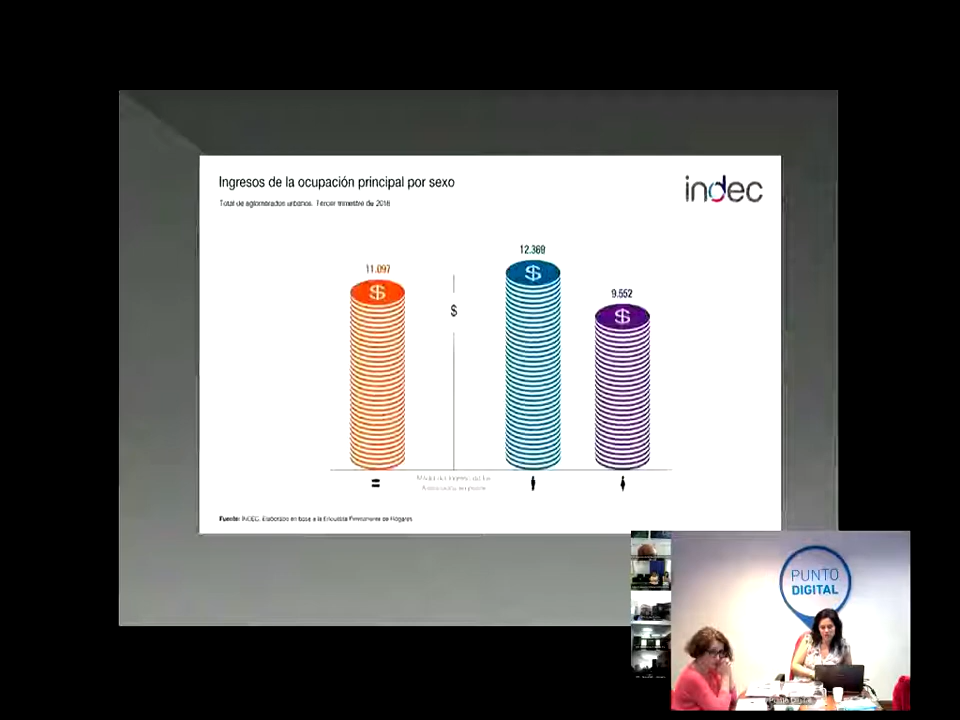 Ingresos de la ocupación principal por sexo
indec
Total de aglomerados urbanos. Tercer trimestre de 2016
12.369
11.097
9.552
$
$
$
$
Fuente: INDEC. Elaborado en base a la Encuesta Permanente de Hogares
PUNTO
DIGITAL